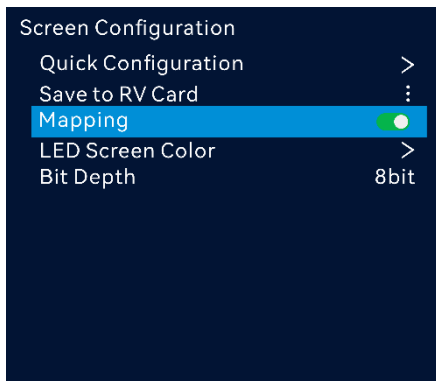 Screen Configuration
Quick Configuration >
Save to RV Card ⋮
Mapping
LED Screen Color >
Bit Depth 8bit